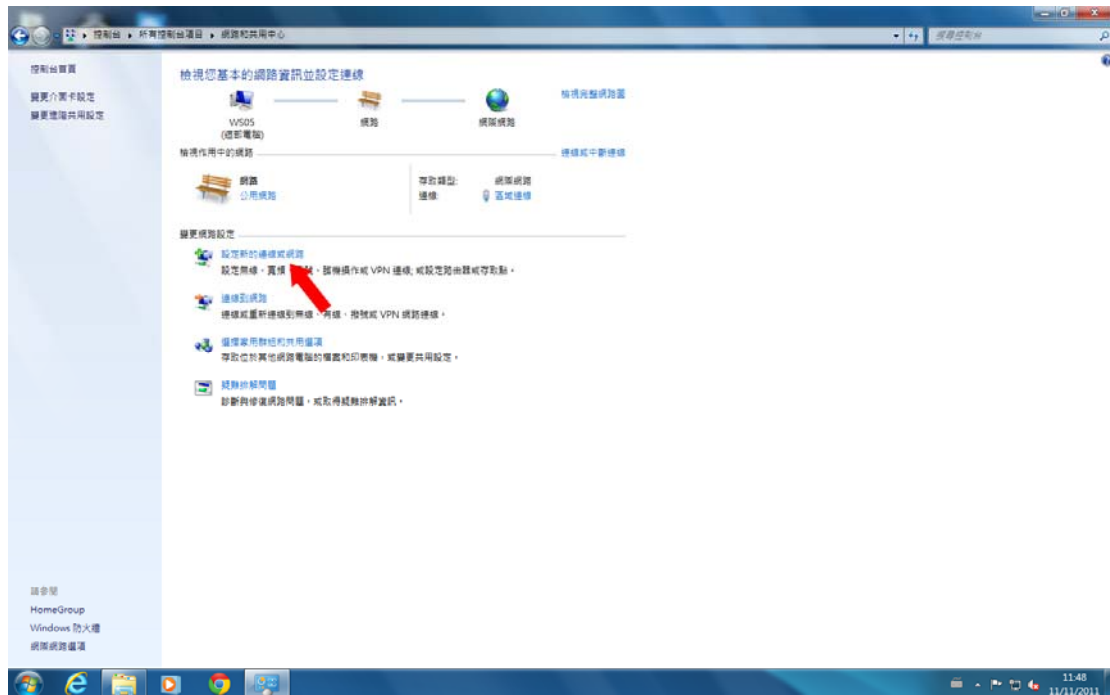 控制台 ▸ 所有控制台項目 ▸ 網路和共用中心
搜尋控制台
控制台首頁
變更介面卡設定
變更進階共用設定
檢視您基本的網路資訊並設定連線
檢視完整網路圖
WS05
(這部電腦)
網路
網際網路
檢視作用中的網路
連線或中斷連線
網路
公用網路
存取類型: 網際網路
連線: 區域連線
變更網路設定
設定新的連線或網路
設定無線、寬頻、、隨機操作或 VPN 連線; 或設定路由器或存取點。
連線到網路
連線或重新連線到無線、有線、撥號或 VPN 網路連線。
選擇家用群組和共用選項
存取位於其他網路電腦的檔案和印表機，或變更共用設定。
疑難排解問題
診斷與修復網路問題，或取得疑難排解資訊。
請參閱
HomeGroup
Windows 防火牆
網際網路選項
11:48
11/11/2011